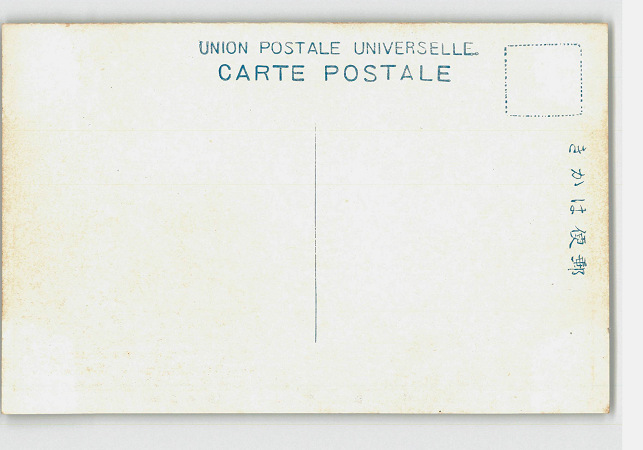 UNION POSTALE UNIVERSELLE.
CARTE POSTALE
郵便はかき